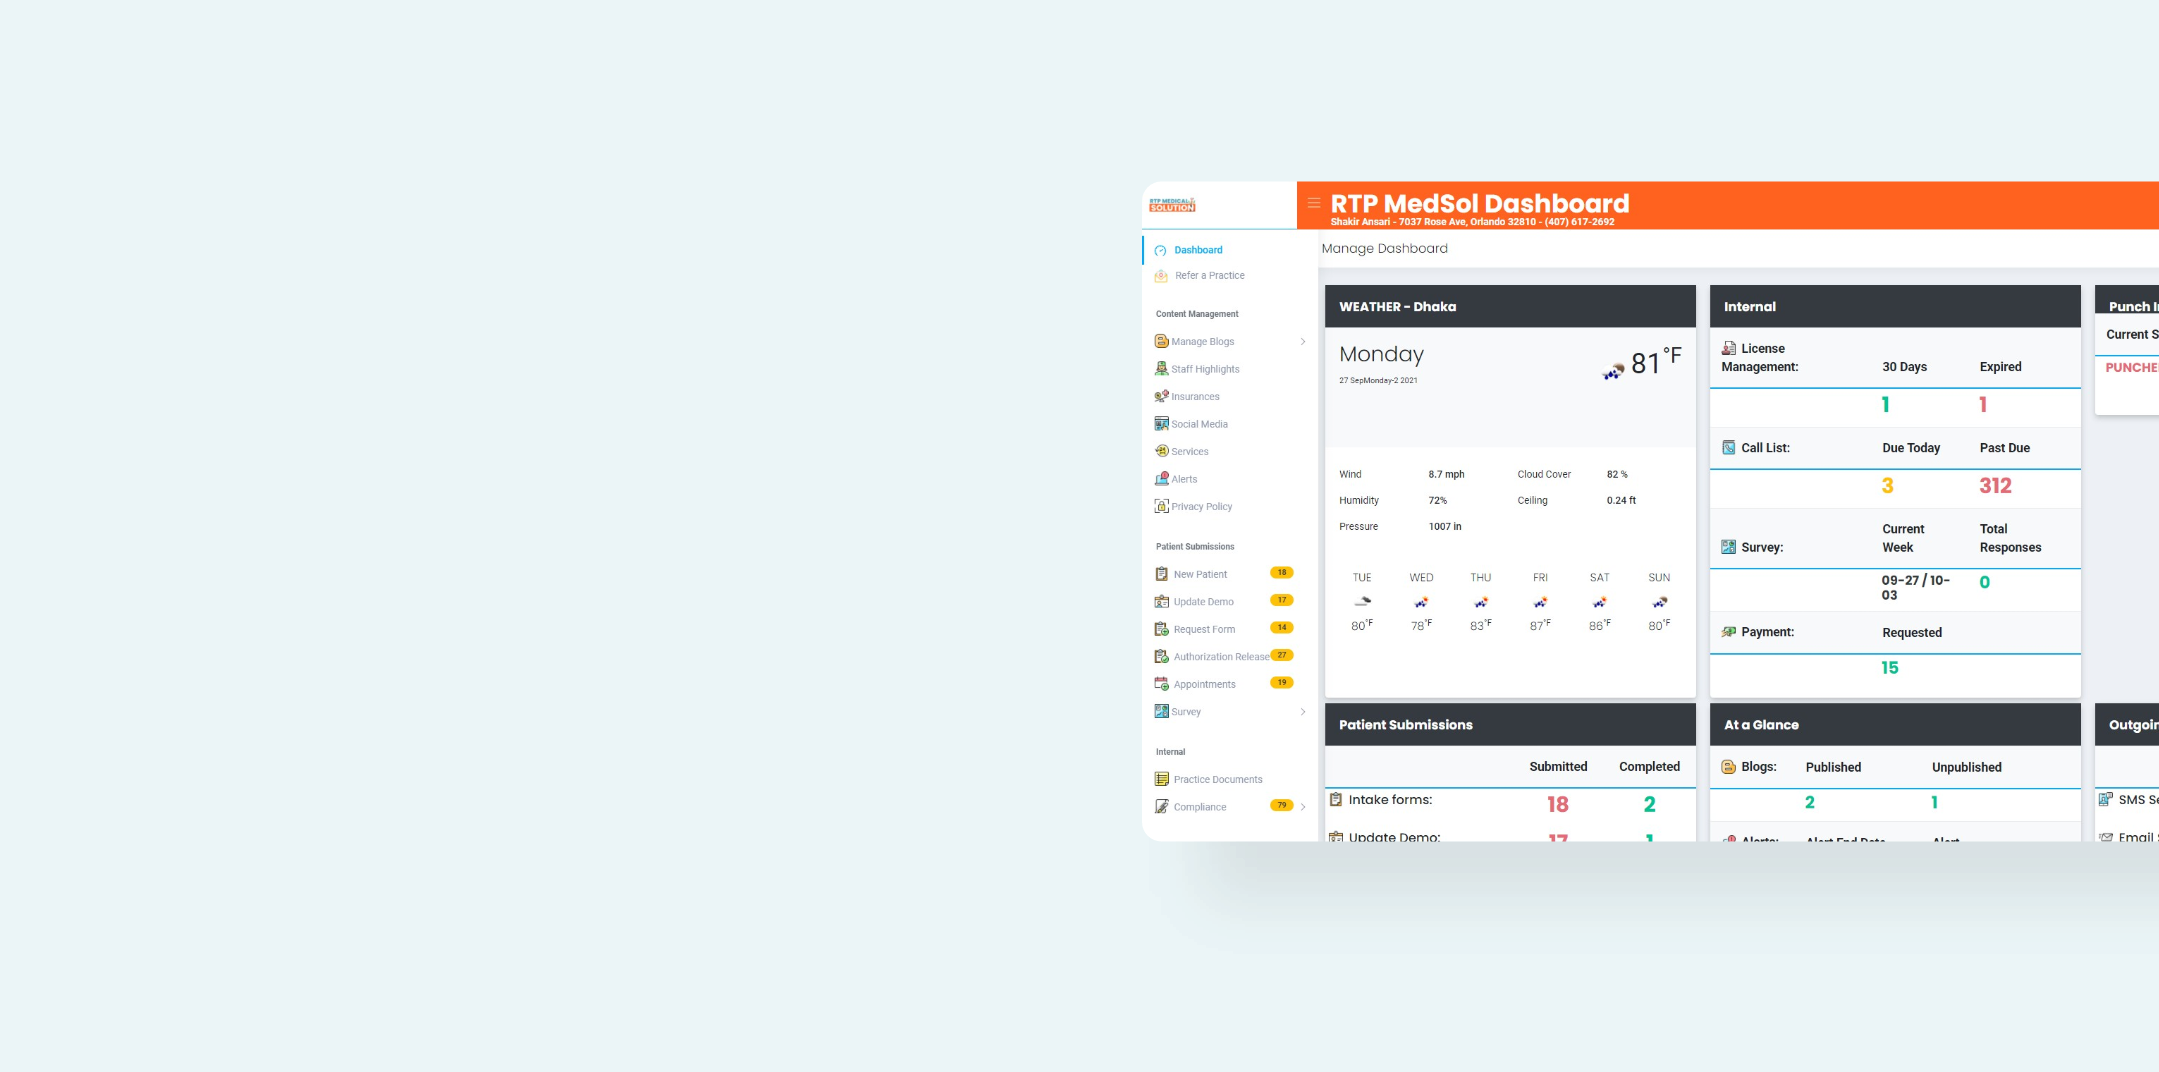 RTP MEDICAL
SOLUTION
RTP MedSol Dashboard
Shakir Ansari - 7037 Rose Ave, Orlando 32810 - (407) 617-2692
Dashboard
Refer a Practice
Content Management
Manage Blogs
Staff Highlights
Insurances
Social Media
Services
Alerts
Privacy Policy
Patient Submissions
New Patient 18
Update Demo 17
Request Form 14
Authorization Release 27
Appointments 19
Survey
Internal
Practice Documents
Compliance 79
Manage Dashboard
WEATHER - Dhaka
Monday
27 SepMonday-2 2021
81°F
Wind 8.7 mph Cloud Cover 82 %
Humidity 72% Ceiling 0.24 ft
Pressure 1007 in
TUE WED THU FRI SAT SUN
80°F 78°F 83°F 87°F 86°F 80°F
Internal
License
Management: 30 Days Expired
1 1
Call List: Due Today Past Due
3 312
Current Total
Survey: Week Responses
09-27 / 10- 0
03
Payment: Requested
15
Punch I
Current S
PUNCHE
Patient Submissions
Submitted Completed
Intake forms: 18 2
Update Demo: 17 1
At a Glance
Blogs: Published Unpublished
2 1
Alerts: Alert End Date Alert
Outgoin
SMS Se
Email S